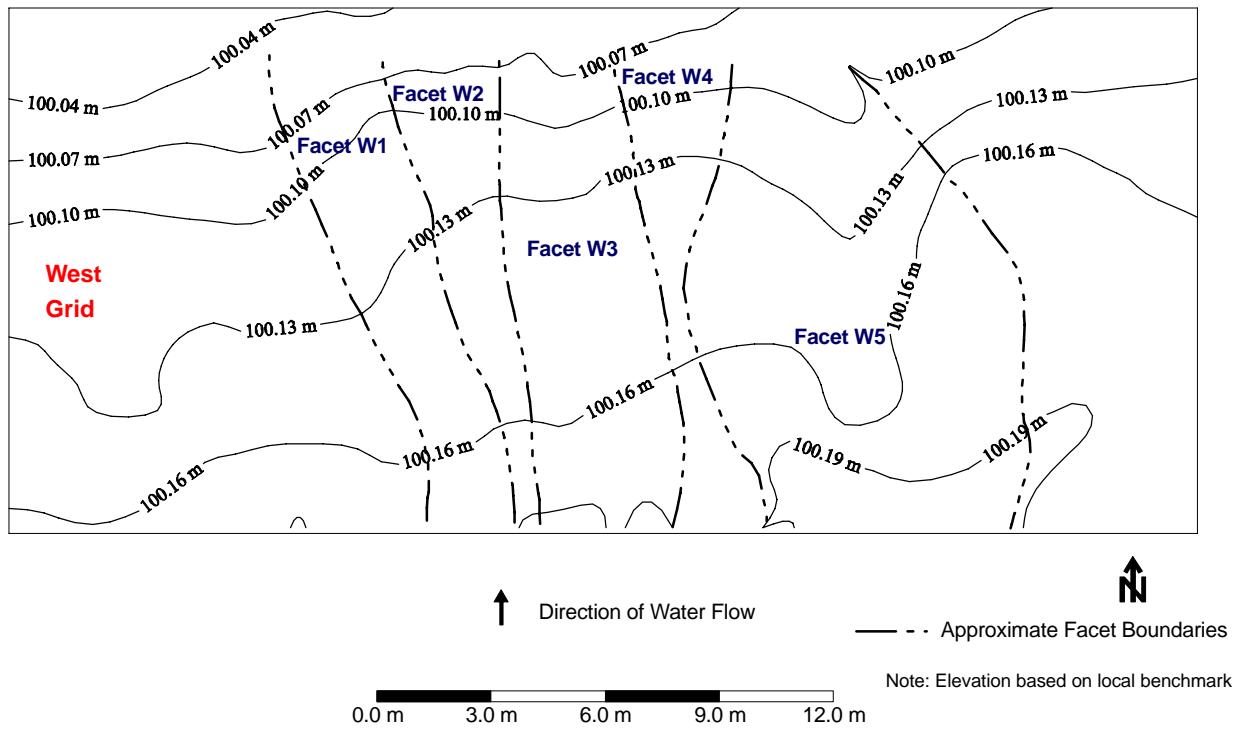 100.04 m
100.07 m
100.10 m
Facet W4
100.04 m
Facet W2
100.10 m
100.10 m
100.13 m
100.07 m
Facet W1
100.07 m
100.16 m
100.10 m
100.13 m
100.13 m
100.10 m
100.13 m
Facet W3
West
Grid
100.16 m
100.13 m
Facet W5
100.16 m
100.16 m
100.19 m
100.19 m
100.16 m
N
Direction of Water Flow
Approximate Facet Boundaries
Note: Elevation based on local benchmark
0.0 m 3.0 m 6.0 m 9.0 m 12.0 m